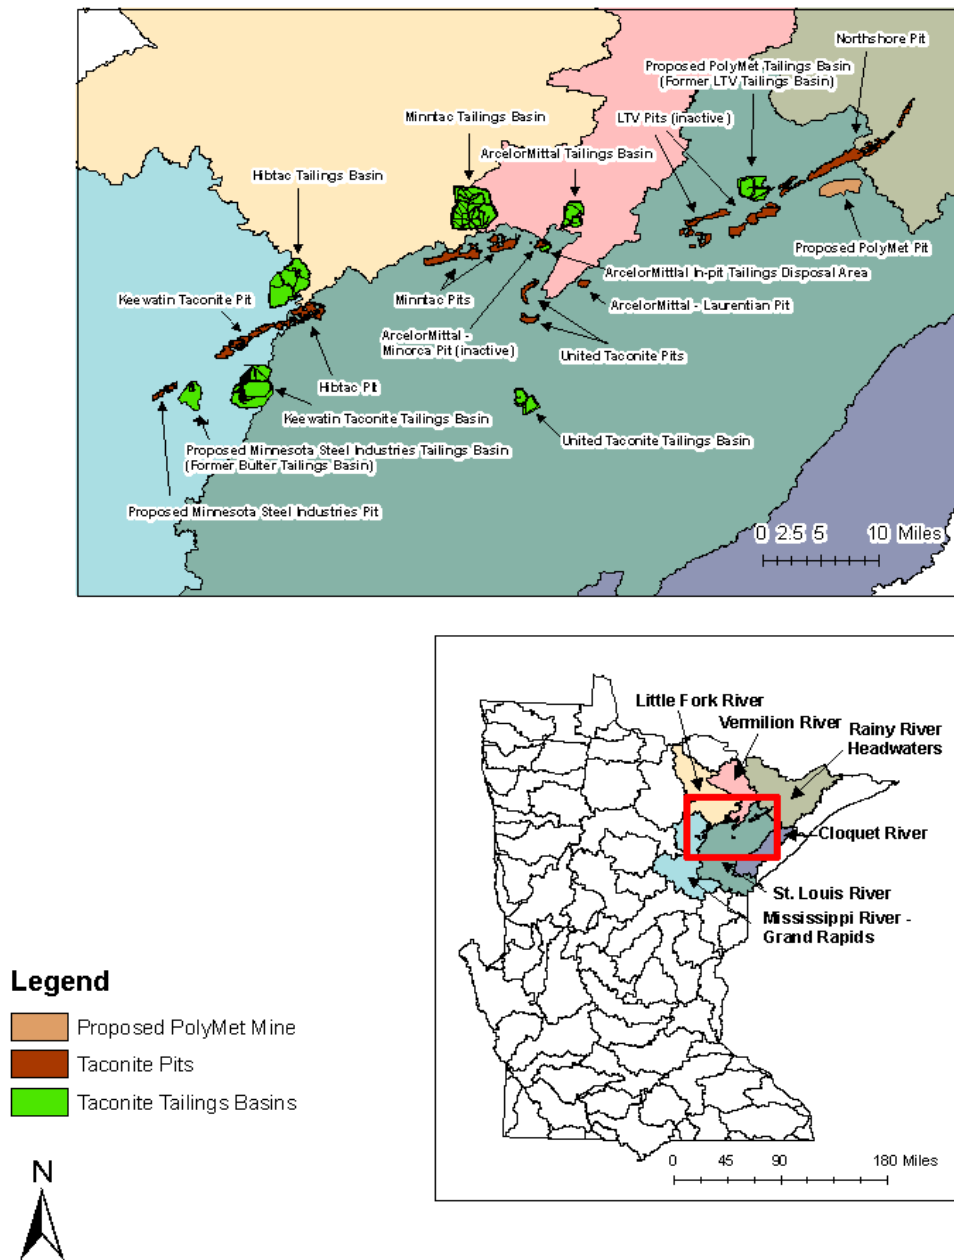 Northshore Pit
Proposed PolyMet Tailings Basin
(Former LTV Tailings Basin)
Minntac Tailings Basin
LTV Pits (inactive)
ArcelorMittal Tailings Basin
Hibtac Tailings Basin
Proposed PolyMet Pit
ArcelorMittlal In-pit Tailings Disposal Area
Keewatin Taconite Pit
Minntac Pits
ArcelorMittal - Laurentian Pit
ArcelorMittal -
Minorca Pit (inactive)
United Taconite Pits
Hibtac Pit
Keewatin Taconite Tailings Basin
United Taconite Tailings Basin
Proposed Minnesota Steel Industries Tailings Basin
(Former Butler Tailings Basin)
Proposed Minnesota Steel Industries Pit
0 2.5 5 10 Miles
Little Fork River
Vermilion River
Rainy River
Headwaters
Cloquet River
St. Louis River
Mississippi River -
Grand Rapids
0 45 90 180 Miles
Legend
Proposed PolyMet Mine
Taconite Pits
Taconite Tailings Basins
N